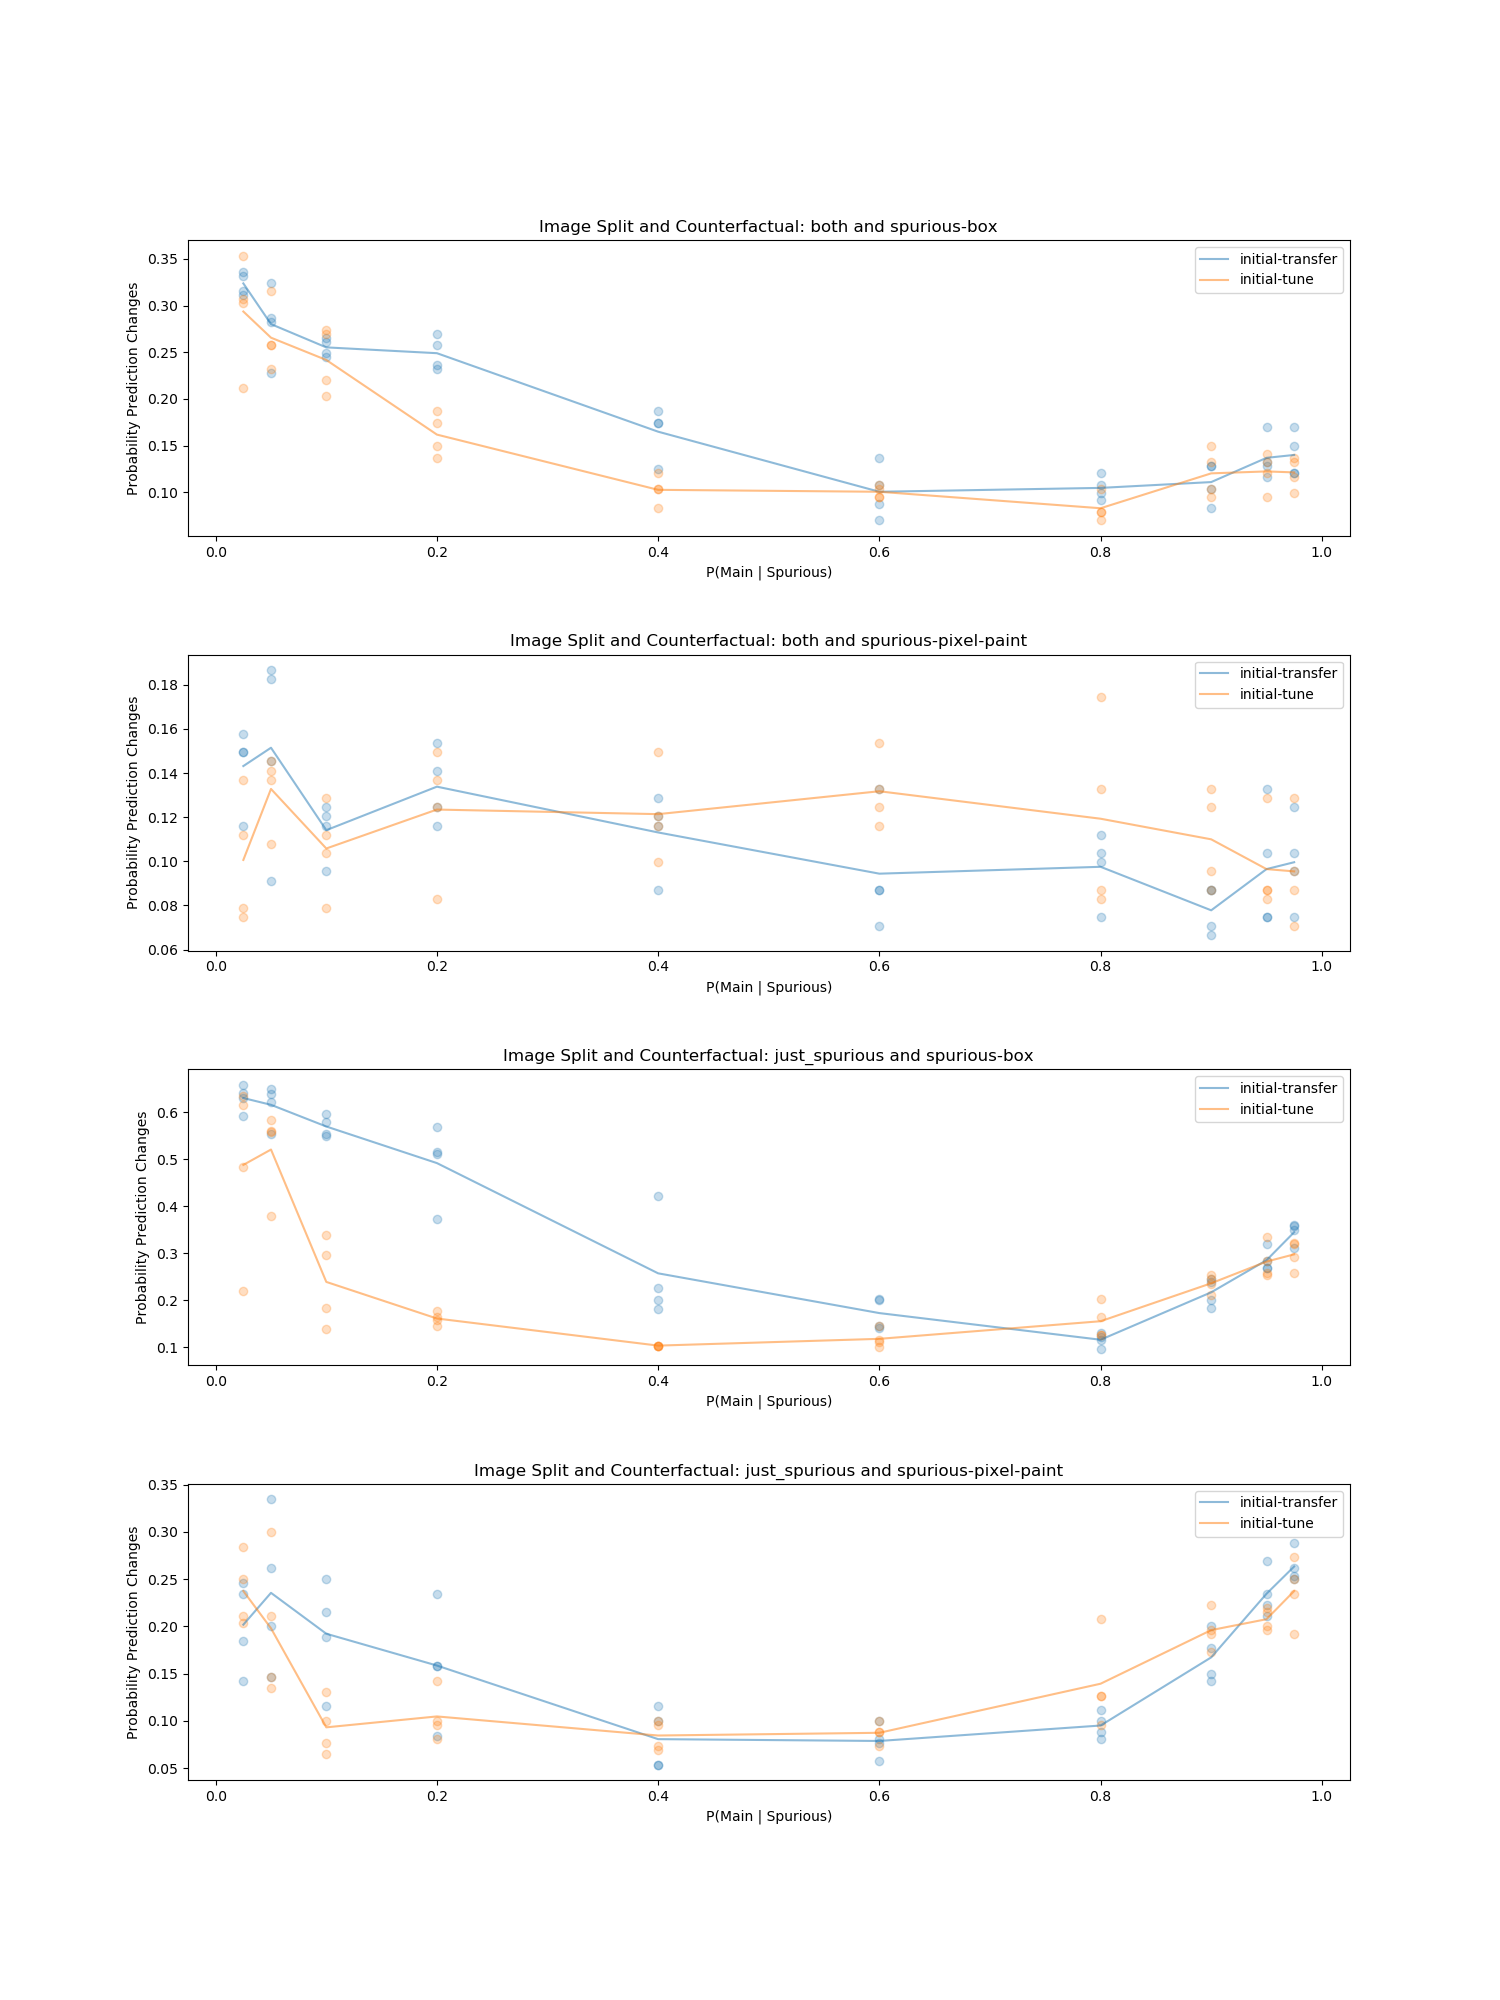 Image Split and Counterfactual: both and spurious-box
initial-transfer
initial-tune
Probability Prediction Changes
0.35
0.30
0.25
0.20
0.15
0.10
0.0 0.2 0.4 0.6 0.8 1.0
P(Main | Spurious)
Image Split and Counterfactual: both and spurious-pixel-paint
initial-transfer
initial-tune
Probability Prediction Changes
0.18
0.16
0.14
0.12
0.10
0.08
0.06
0.0 0.2 0.4 0.6 0.8 1.0
P(Main | Spurious)
Image Split and Counterfactual: just_spurious and spurious-box
initial-transfer
initial-tune
Probability Prediction Changes
0.6
0.5
0.4
0.3
0.2
0.1
0.0 0.2 0.4 0.6 0.8 1.0
P(Main | Spurious)
Image Split and Counterfactual: just_spurious and spurious-pixel-paint
initial-transfer
initial-tune
Probability Prediction Changes
0.35
0.30
0.25
0.20
0.15
0.10
0.05
0.0 0.2 0.4 0.6 0.8 1.0
P(Main | Spurious)